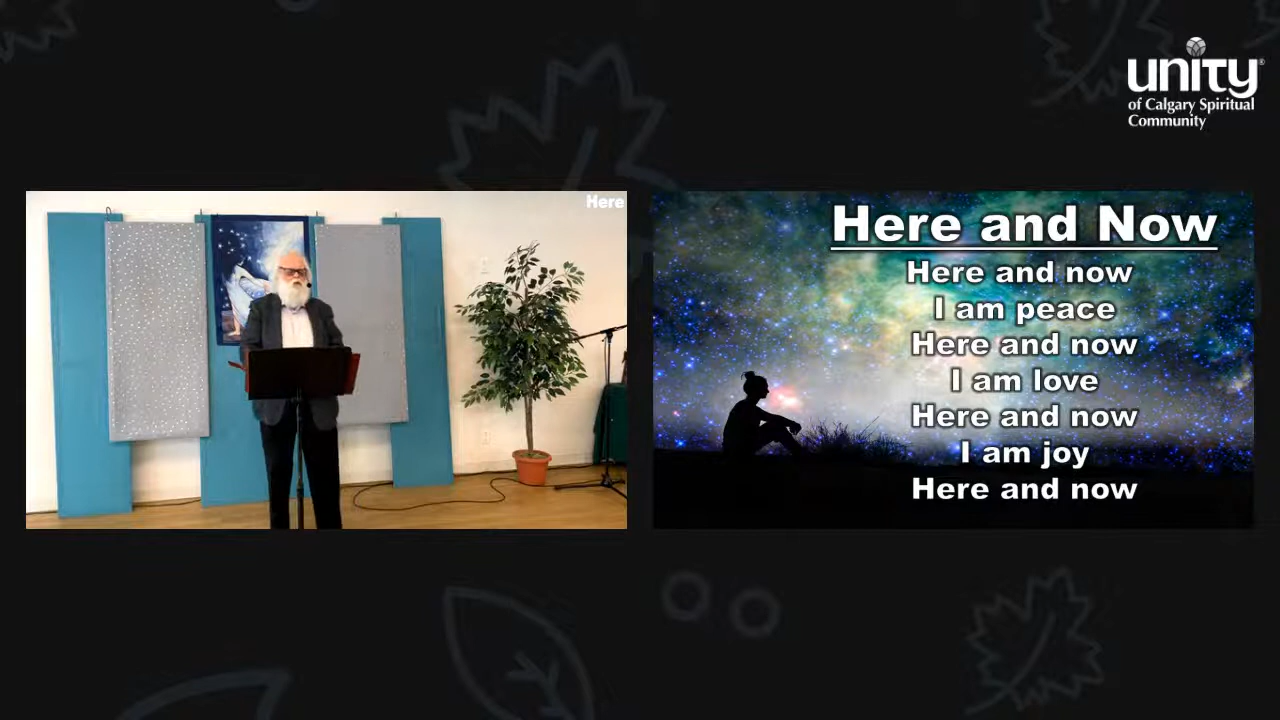 unity®
of Calgary Spiritual
Community
Here
Here and Now
Here and now
I am peace
Here and now
I am love
Here and now
I am joy
Here and now